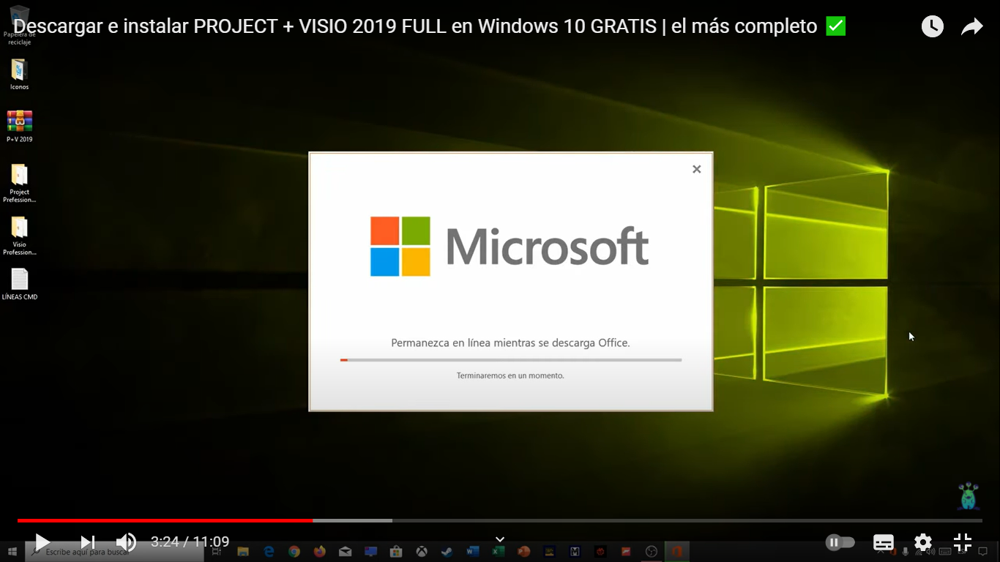 Descargar e instalar PROJECT + VISIO 2019 FULL en Windows 10 GRATIS | el más completo ✅
Papelera de
reciclaje
Iconos
P+V 2019
Project
Prefession...
Visio
Profession...
LÍNEAS CMD
Microsoft
Permanezca en línea mientras se descarga Office.
Terminaremos en un momento.
3:24 / 11:09
Escribe aquí para buscar